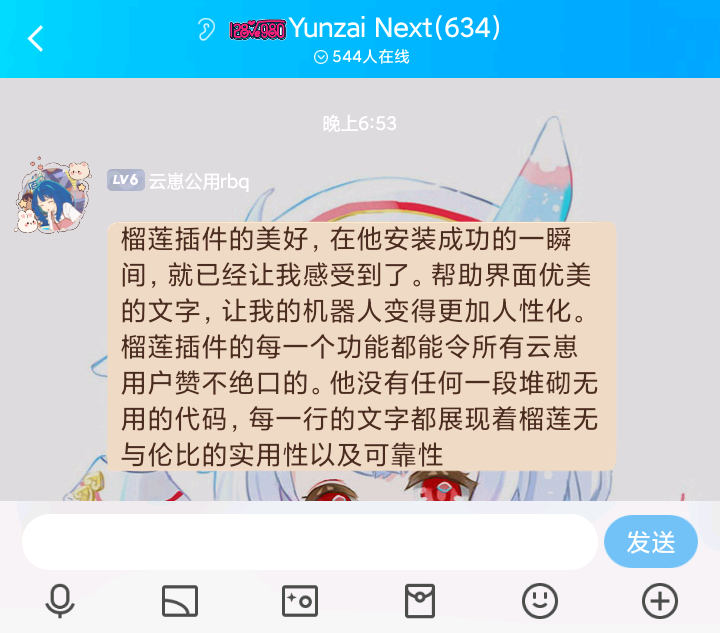 Yunzai Next(634)
544人在线
晚上6:53
LV6 云崽公用rbq
榴莲插件的美好，在他安装成功的一瞬
间，就已经让我感受到了。帮助界面优美
的文字，让我的机器人变得更加人性化。
榴莲插件的每一个功能都能令所有云崽
用户赞不绝口的。他没有任何一段堆砌无
用的代码，每一行的文字都展现着榴莲无
与伦比的实用性以及可靠性
发送